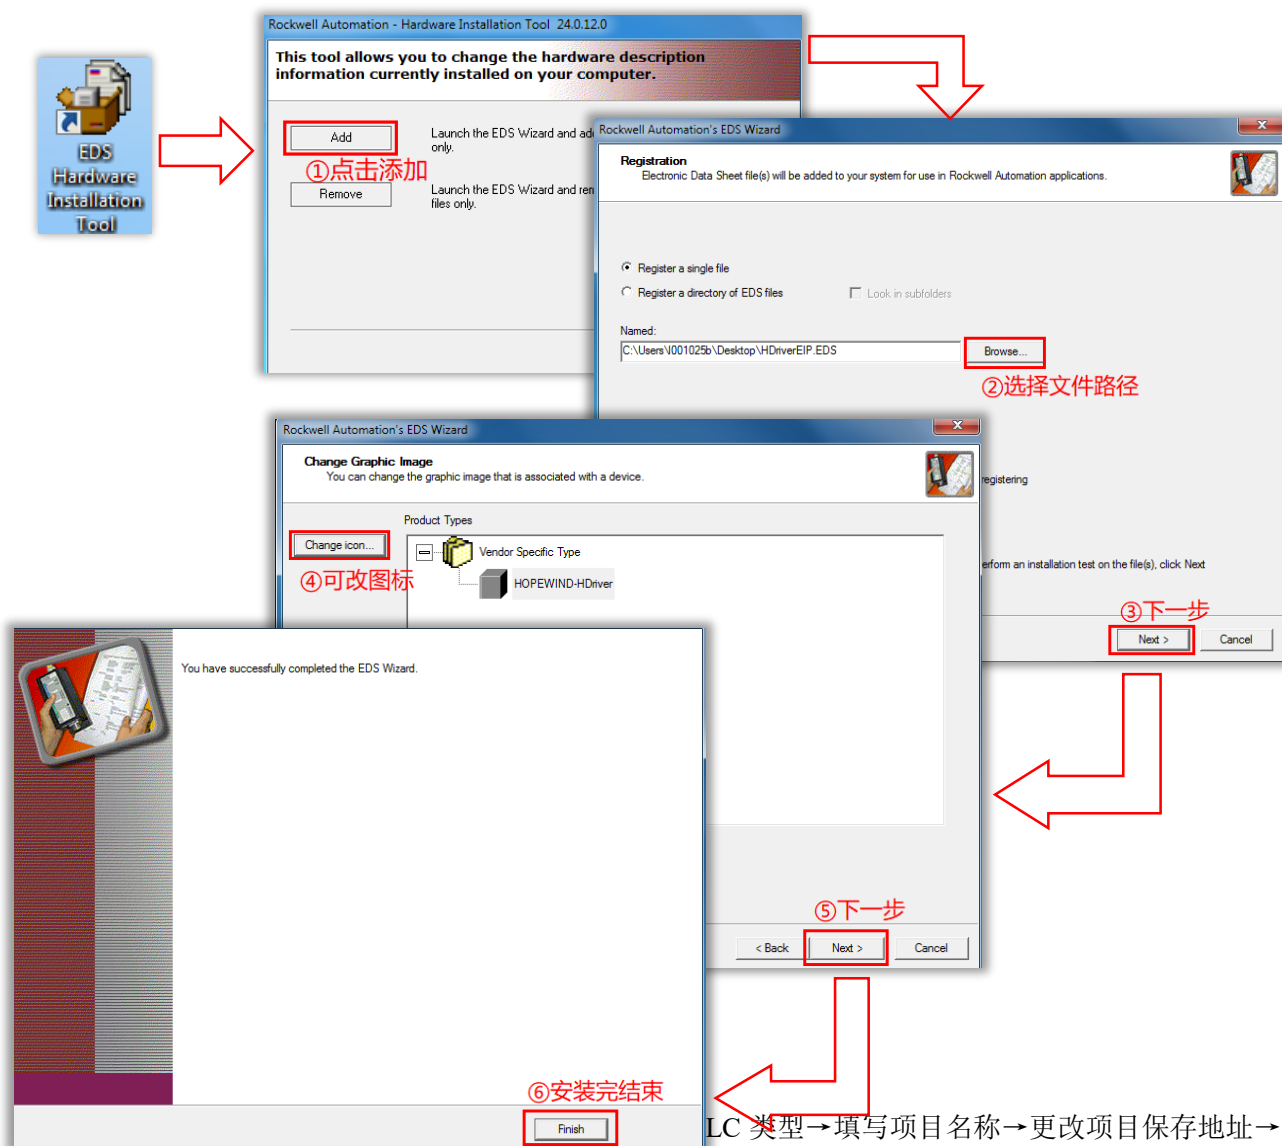 EDS
Hardware
Installation
Tool
Rockwell Automation - Hardware Installation Tool 24.0.12.0
This tool allows you to change the hardware description
information currently installed on your computer.
Add
Launch the EDS Wizard and add
only.
①点击添加
Remove
Launch the EDS Wizard and rem
files only.
Rockwell Automation's EDS Wizard
Registration
Electronic Data Sheet file(s) will be added to your system for use in Rockwell Automation applications.
Register a single file
Register a directory of EDS files
Look in subfolders
Named:
C:\Users\I001025b\Desktop\HDriverEIP.EDS
Browse...
②选择文件路径
registering
erform an installation test on the file(s), click Next
③下一步
Next >
Cancel
Rockwell Automation's EDS Wizard
Change Graphic Image
You can change the graphic image that is associated with a device.
Product Types
Change icon...
④可改图标
Vendor Specific Type
HOPEWIND-HDriver
⑤下一步
< Back
Next >
Cancel
You have successfully completed the EDS Wizard.
⑥安装完结束
Finish
LC 类型→填写项目名称→更改项目保存地址→